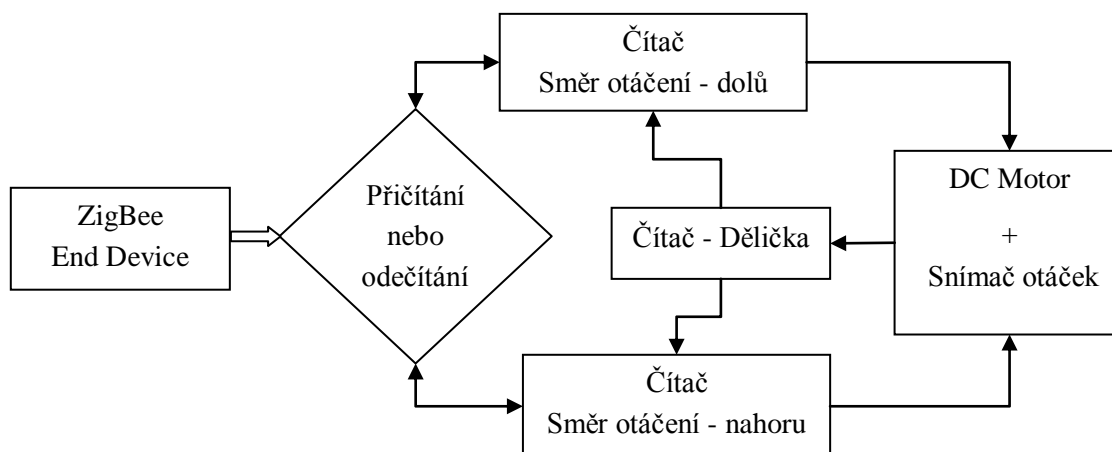 ZigBee
End Device
Přičítání
nebo
odečítání
Čítač
Směr otáčení - dolů
Čítač - Dělička
Čítač
Směr otáčení - nahoru
DC Motor
+
Snímač otáček